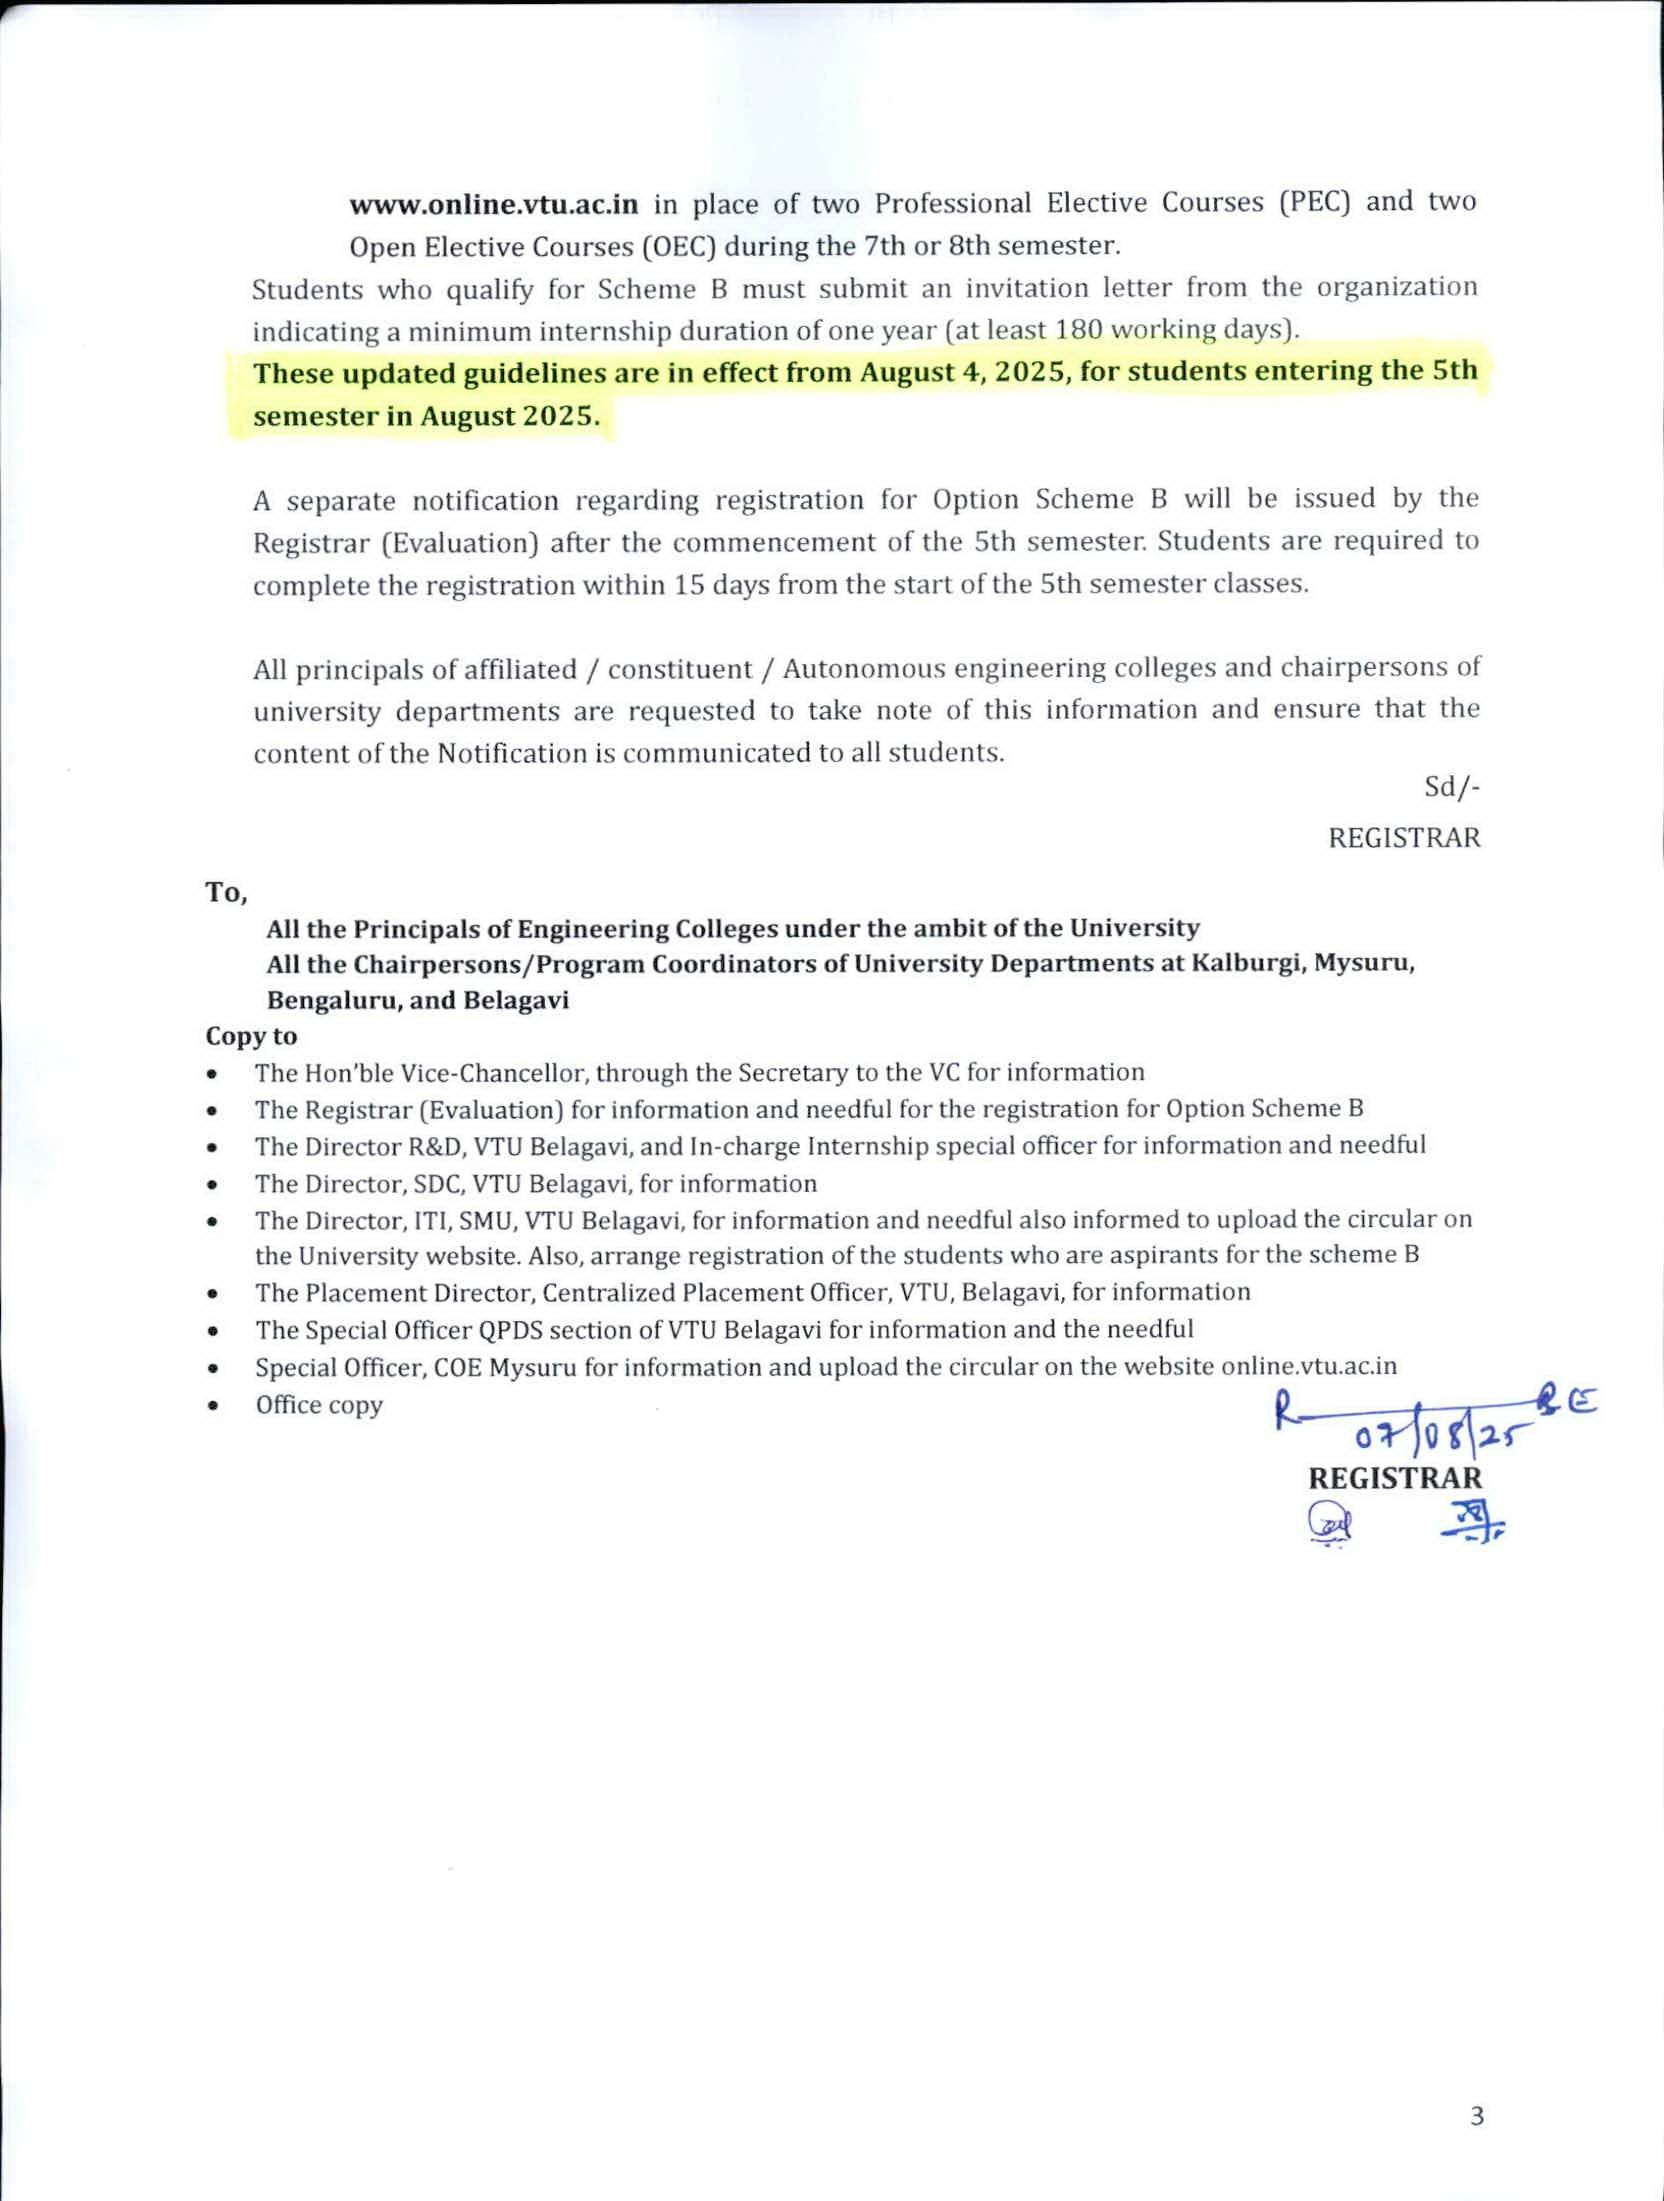 www.online.vtu.ac.in in place of two Professional Elective Courses (PEC) and two
Open Elective Courses (OEC) during the 7th or 8th semester.
Students who qualify for Scheme B must submit an invitation letter from the organization
indicating a minimum internship duration of one year (at least 180 working days).
These updated guidelines are in effect from August 4, 2025, for students entering the 5th
semester in August 2025.
A separate notification regarding registration for Option Scheme B will be issued by the
Registrar (Evaluation) after the commencement of the 5th semester. Students are required to
complete the registration within 15 days from the start of the 5th semester classes.
All principals of affiliated / constituent / Autonomous engineering colleges and chairpersons of
university departments are requested to take note of this information and ensure that the
content of the Notification is communicated to all students.
Sd/-
REGISTRAR
To,
All the Principals of Engineering Colleges under the ambit of the University
All the Chairpersons/Program Coordinators of University Departments at Kalburgi, Mysuru,
Bengaluru, and Belagavi
Copy to
• The Hon'ble Vice-Chancellor, through the Secretary to the VC for information
• The Registrar (Evaluation) for information and needful for the registration for Option Scheme B
• The Director R&D, VTU Belagavi, and In-charge Internship special officer for information and needful
• The Director, SDC, VTU Belagavi, for information
• The Director, ITI, SMU, VTU Belagavi, for information and needful also informed to upload the circular on
the University website. Also, arrange registration of the students who are aspirants for the scheme B
• The Placement Director, Centralized Placement Officer, VTU, Belagavi, for information
• The Special Officer QPDS section of VTU Belagavi for information and the needful
• Special Officer, COE Mysuru for information and upload the circular on the website online.vtu.ac.in
• Office copy
07/08/25
REGISTRAR
3